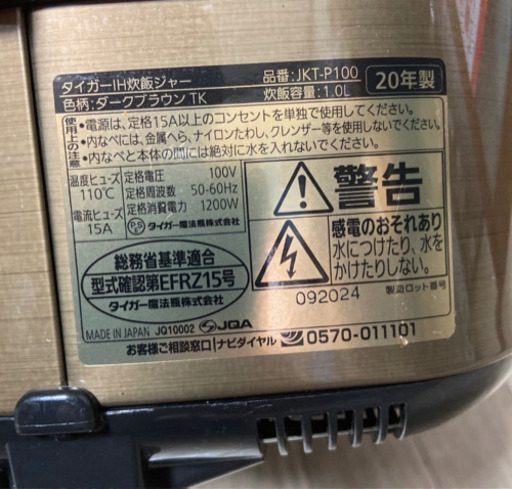 タイガーIH炊飯ジャー 品番:JKT-P100 20年製
色柄:ダークブラウン TK 炊飯容量:1.0L
使用上の注意
•電源は、定格15A以上のコンセントを単独で使用してください。
•内なべには、金属へら、ナイロンたわし、クレンザー等を使用しないでください。
•内なべと本体の間には絶対に水を入れないでください。
温度ヒューズ 110℃
電流ヒューズ 15A
定格電圧 100V
定格周波数 50-60Hz
定格消費電力 1200W
PS タイガー魔法瓶株式会社
総務省基準適合
型式確認第EFRZ15号
タイガー魔法瓶株式会社
警告
感電のおそれあり
水につけたり、水を
かけたりしない。
092024 製造ロット番号
MADE IN JAPAN JQ10002 JQA
お客様ご相談窓口 ナビダイヤル 0570-011101